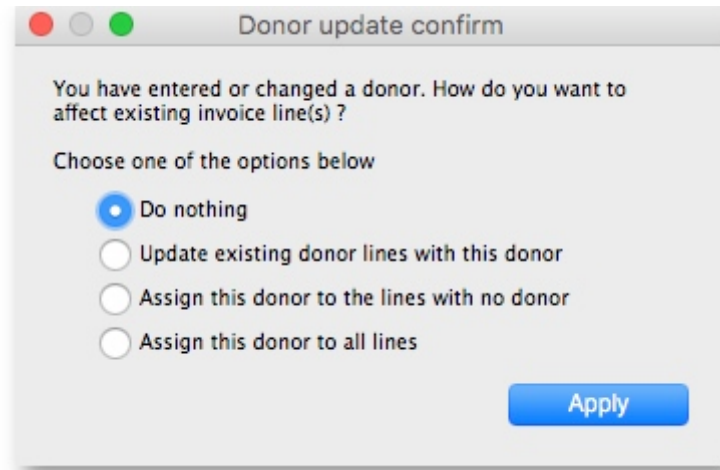 Donor update confirm
You have entered or changed a donor. How do you want to
affect existing invoice line(s) ?
Choose one of the options below
Do nothing
Update existing donor lines with this donor
Assign this donor to the lines with no donor
Assign this donor to all lines
Apply